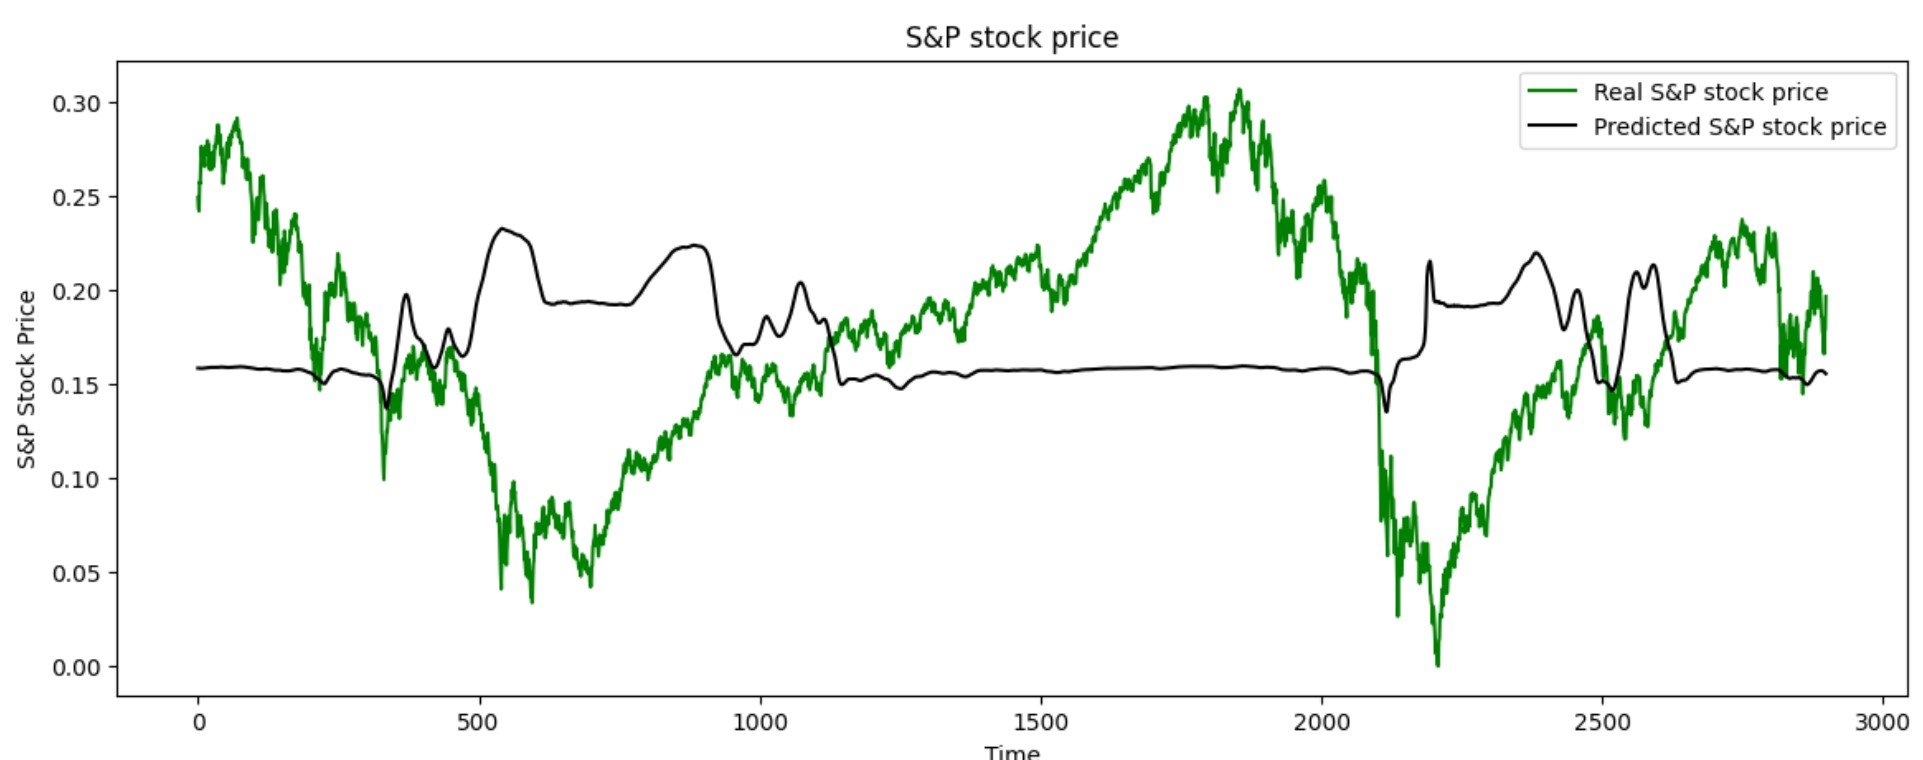 S&P stock price
Real S&P stock price
Predicted S&P stock price
S&P Stock Price
0.30
0.25
0.20
0.15
0.10
0.05
0.00
0 500 1000 1500 2000 2500 3000
Time